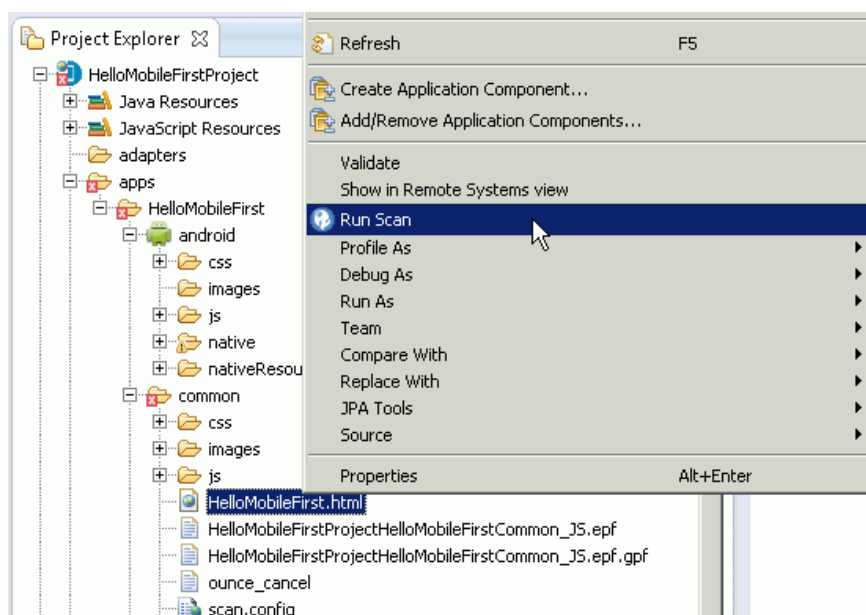 Project Explorer
HelloMobileFirstProject
Java Resources
JavaScript Resources
adapters
apps
HelloMobileFirst
android
css
images
js
native
nativeResou
common
css
images
js
HelloMobileFirst.html
HelloMobileFirstProjectHelloMobileFirstCommon_JS.epf
HelloMobileFirstProjectHelloMobileFirstCommon_JS.epf.gpf
ounce_cancel
scan.config
Refresh F5
Create Application Component...
Add/Remove Application Components...
Validate
Show in Remote Systems view
Run Scan
Profile As
Debug As
Run As
Team
Compare With
Replace With
JPA Tools
Source
Properties Alt+Enter